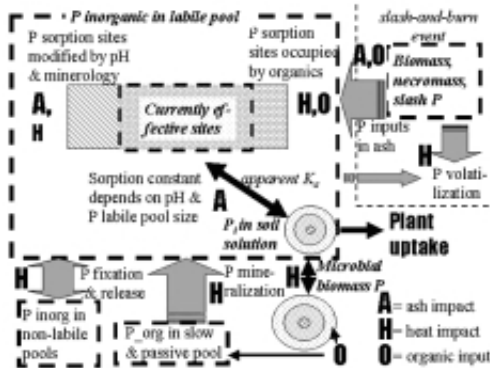 P inorganic in labile pool
slash-and-burn
event
P sorption sites
modified by pH
& minerology
P sorption
sites occupied
by organics
A,O
Biomass,
necromass,
slash P
A,
H
Currently ef-
fective sites
H,O
P inputs
in ash
H
P volati-
lization
Sorption constant
depends on pH &
P labile pool size
apparent Ka
A
Pi in soil
solution
Plant
uptake
H
P fixation
& release
H
P mine-
ralization
H
Microbial
biomass P
P inorg in
non-labile
pools
P_org in slow
& passive pool
O
A= ash impact
H= heat impact
O= organic input